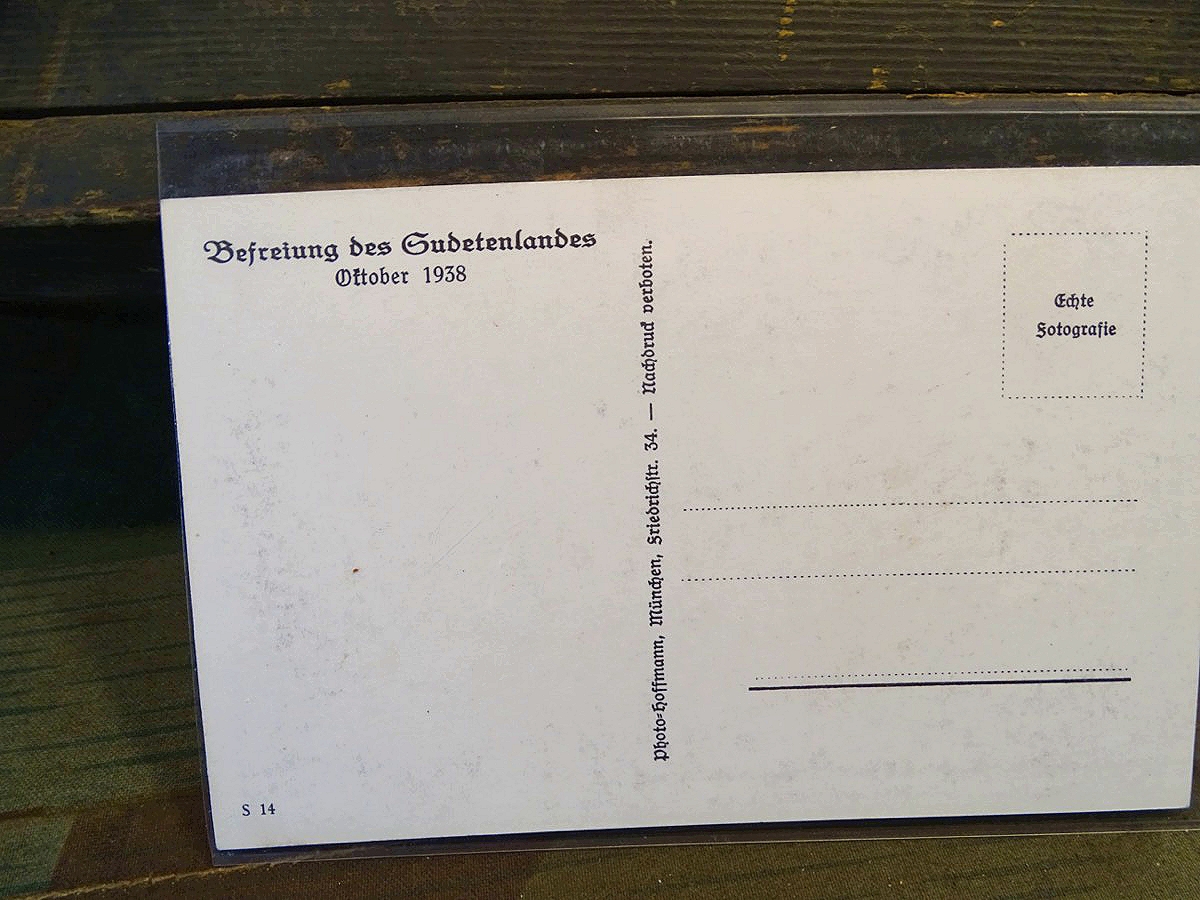 Befreiung des Sudetenlandes
Oktober 1938
Photo-Hoffmann, München, Friedrichstr. 34. — Nachdruck verboten.
Echte
Fotografie
S 14